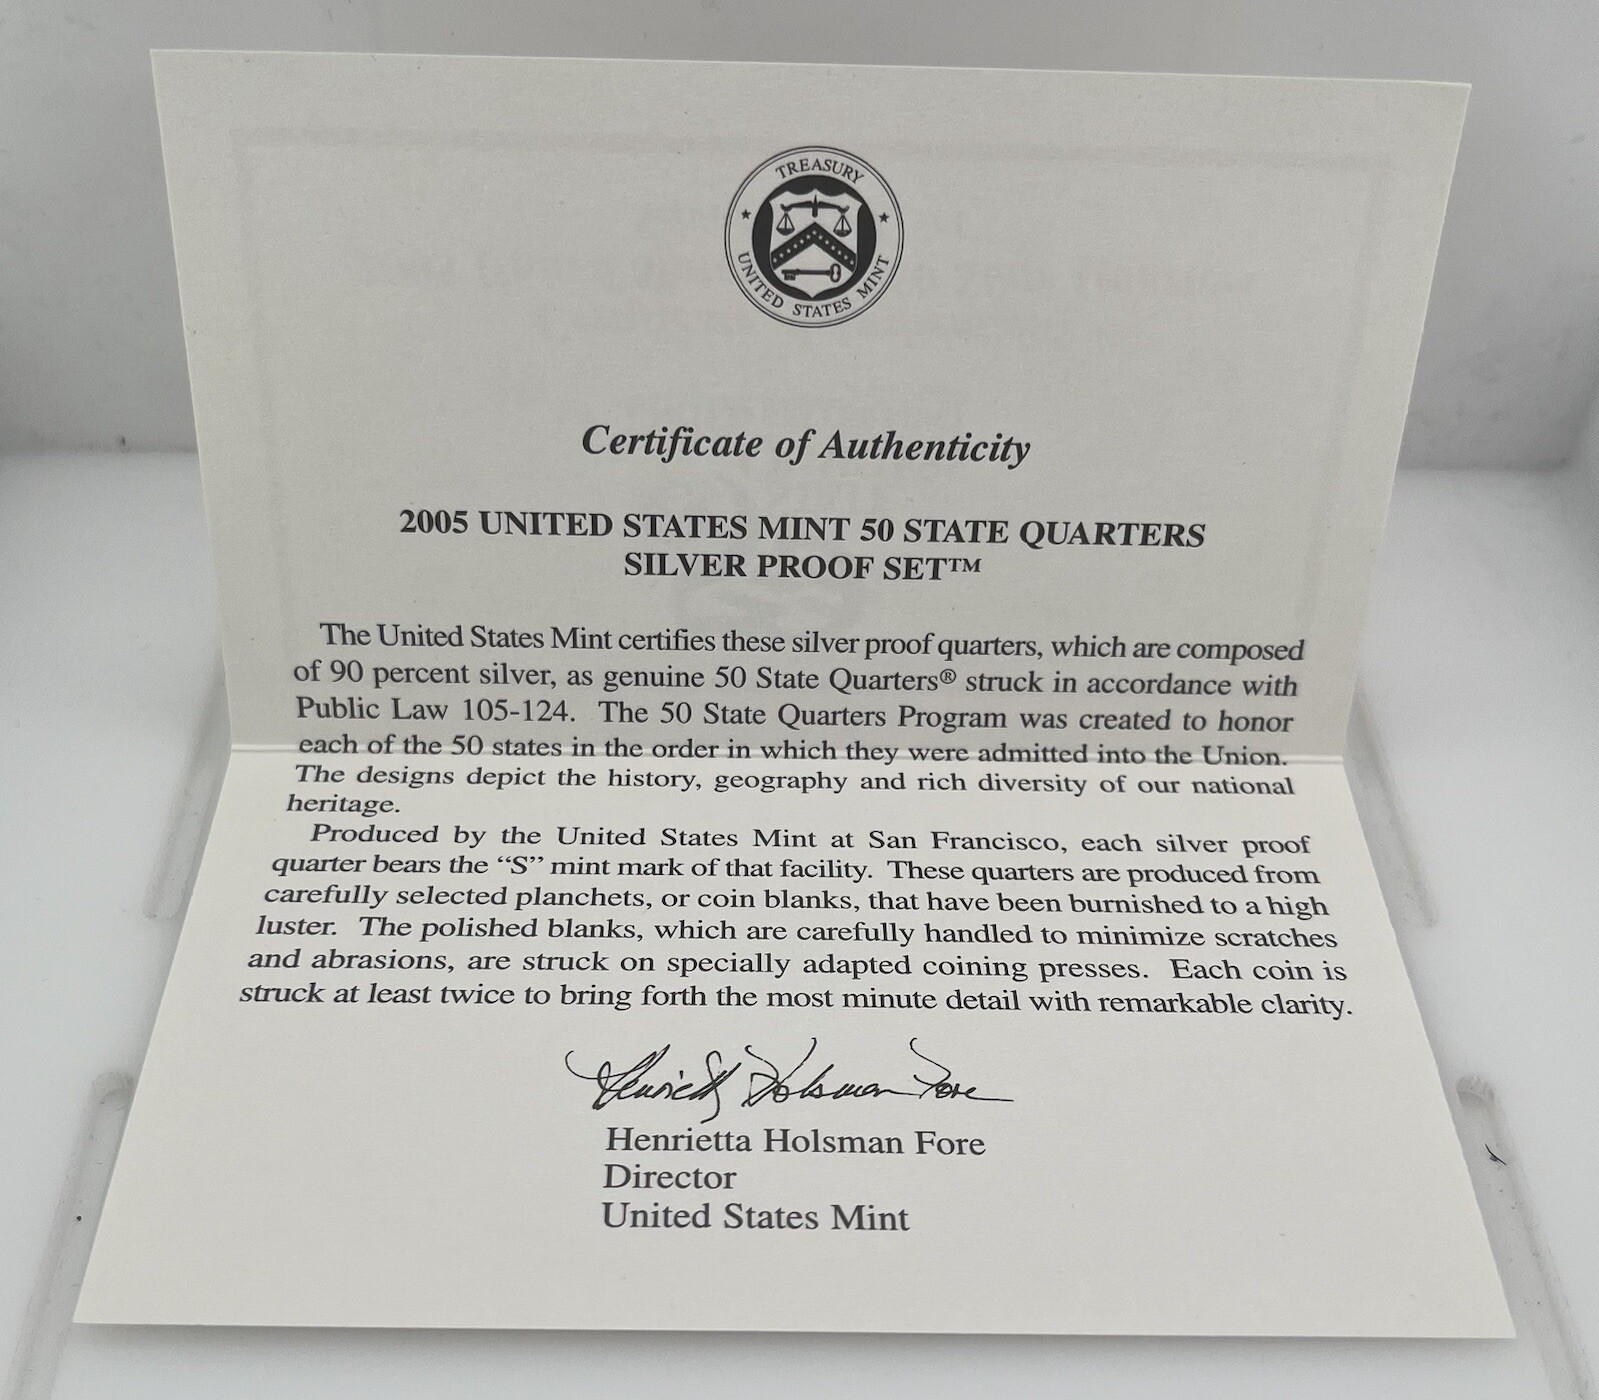 TREASURY
UNITED STATES MINT
Certificate of Authenticity
2005 UNITED STATES MINT 50 STATE QUARTERS
SILVER PROOF SET™
The United States Mint certifies these silver proof quarters, which are composed
of 90 percent silver, as genuine 50 State Quarters® struck in accordance with
Public Law 105-124. The 50 State Quarters Program was created to honor
each of the 50 states in the order in which they were admitted into the Union.
The designs depict the history, geography and rich diversity of our national
heritage.
Produced by the United States Mint at San Francisco, each silver proof
quarter bears the “S” mint mark of that facility. These quarters are produced from
carefully selected planchets, or coin blanks, that have been burnished to a high
luster. The polished blanks, which are carefully handled to minimize scratches
and abrasions, are struck on specially adapted coining presses. Each coin is
struck at least twice to bring forth the most minute detail with remarkable clarity.
Henrietta Holsman Fore
Henrietta Holsman Fore
Director
United States Mint